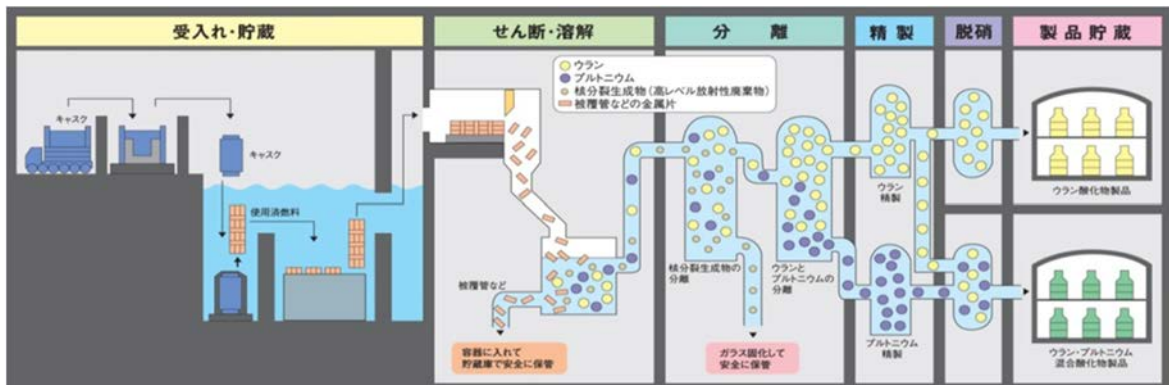 受入れ・貯蔵
せん断・溶解
分離
精製
脱硝
製品貯蔵
ウラン
プルトニウム
核分裂生成物（高レベル放射性廃棄物）
被覆管などの金属片
キャスク
キャスク
使用済燃料
被覆管など
容器に入れて
貯蔵庫で安全に保管
核分裂生成物の
分離
ガラス固化して
安全に保管
ウランと
プルトニウムの
分離
ウラン
精製
プルトニウム
精製
ウラン酸化物製品
ウラン・プルトニウム
混合酸化物製品